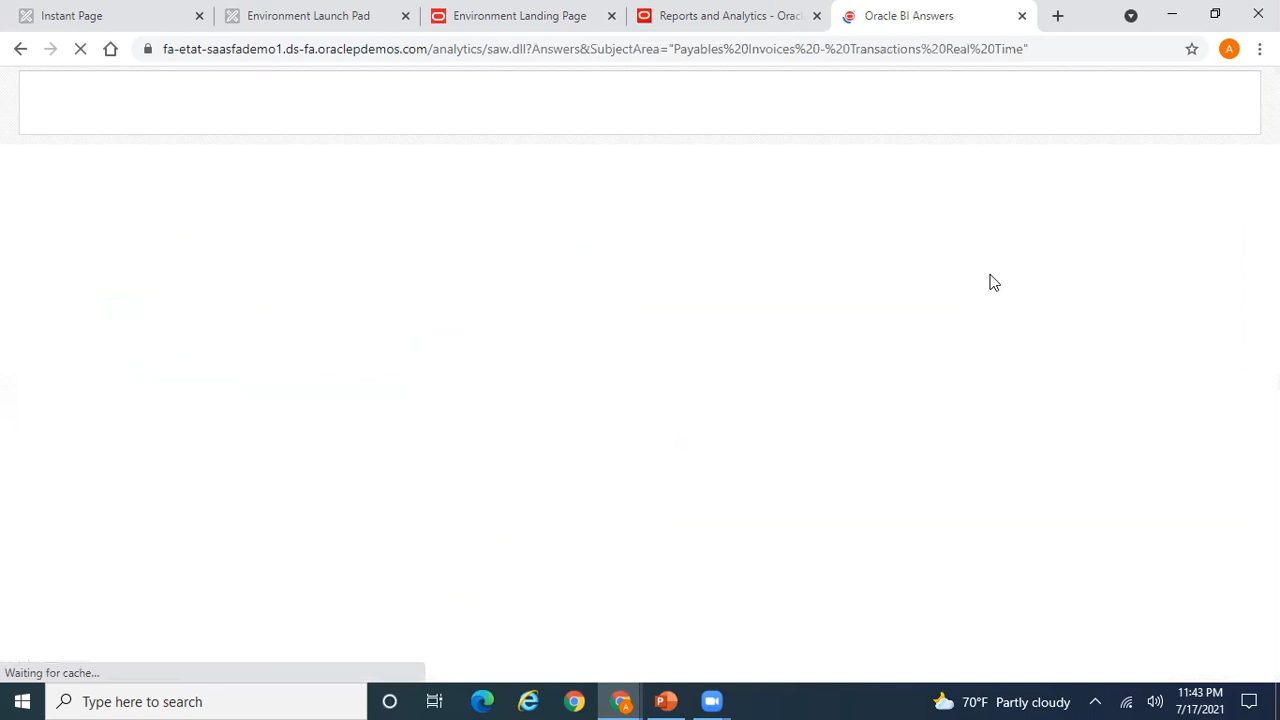 Instant Page
Environment Launch Pad
Environment Landing Page
Reports and Analytics - Orac
Oracle BI Answers
fa-etat-saasfademo1.ds-fa.oraclepdemos.com/analytics/saw.dll?Answers&SubjectArea="Payables%20Invoices%20-%20Transactions%20Real%20Time"
A
Waiting for cache...
Type here to search
A
70°F Partly cloudy
11:43 PM
7/17/2021